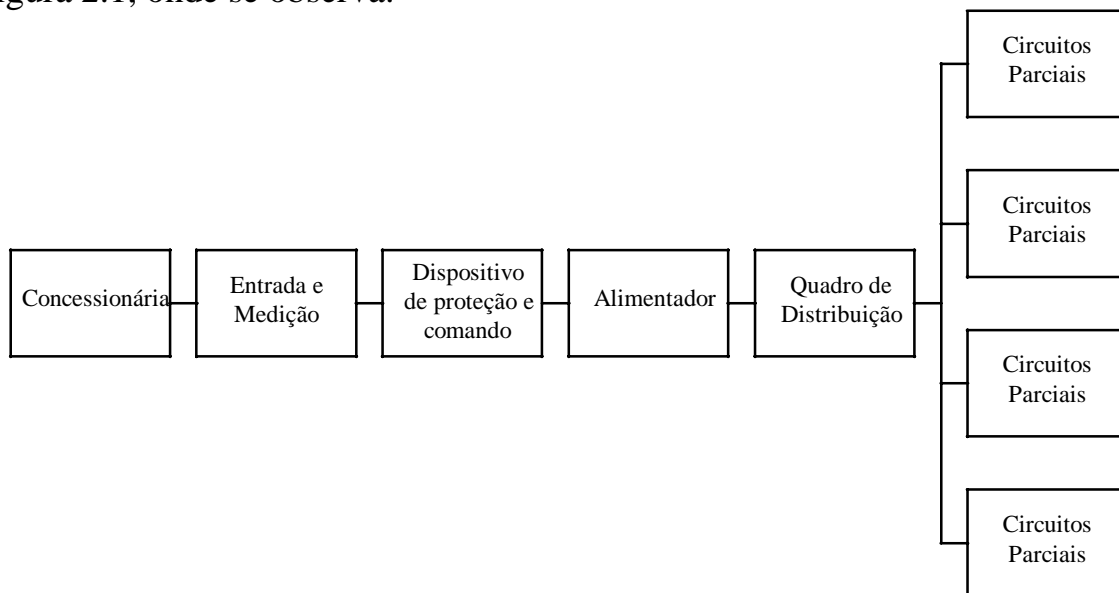 Figura 2.1, onde se observa:
Circuitos
Parciais
Circuitos
Parciais
Concessionária
Entrada e
Medição
Dispositivo
de proteção e
comando
Alimentador
Quadro de
Distribuição
Circuitos
Parciais
Circuitos
Parciais